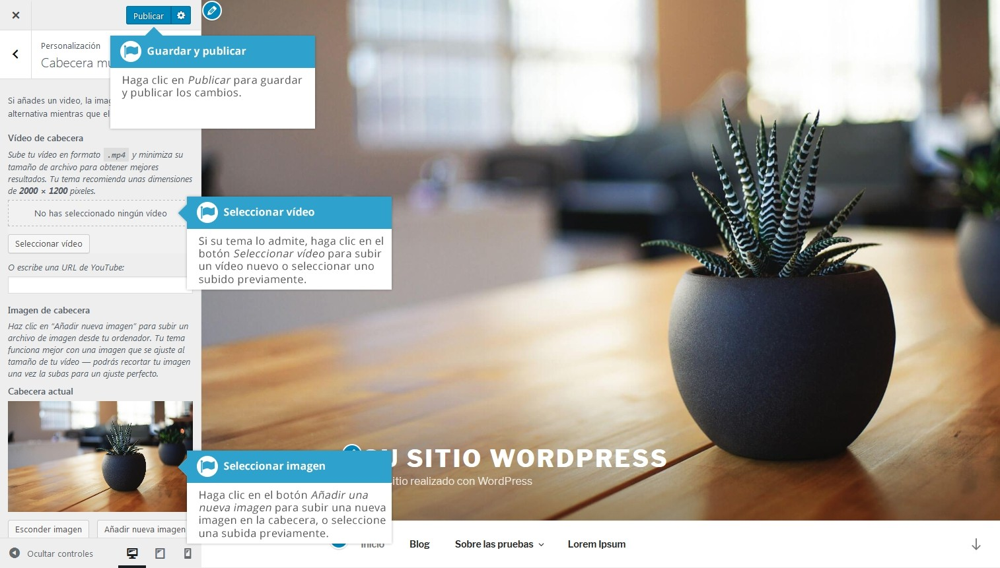 Publicar
Guardar y publicar
Haga clic en Publicar para guardar
y publicar los cambios.
Personalización
Cabecera
Si añades un video, la
alternativa mientras que el
Vídeo de cabecera
Sube tu vídeo en formato .mp4 y minimiza su
tamaño de archivo para obtener mejores
resultados. Tu tema recomienda unas dimensiones
de 2000 × 1200 pixeles.
No has seleccionado ningún vídeo
Seleccionar vídeo
Seleccionar vídeo
Si su tema lo admite, haga clic en el
botón Seleccionar vídeo para subir
un vídeo nuevo o seleccionar uno
subido previamente.
O escribe una URL de YouTube:
Imagen de cabecera
Haz clic en “Añadir nueva imagen” para subir un
archivo de imagen desde tu ordenador. Tu tema
funciona mejor con una imagen que se ajuste al
tamaño de tu vídeo — podrás recortar tu imagen
una vez la subas para un ajuste perfecto.
Cabecera actual
Seleccionar imagen
Haga clic en el botón Añadir una
nueva imagen para subir una nueva
imagen en la cabecera, o seleccione
una subida previamente.
Esconder imagen
Añadir nueva imagen
Ocultar controles
SU SITIO WORDPRESS
sitio realizado con WordPress
Inicio
Blog
Sobre las pruebas
Lorem Ipsum